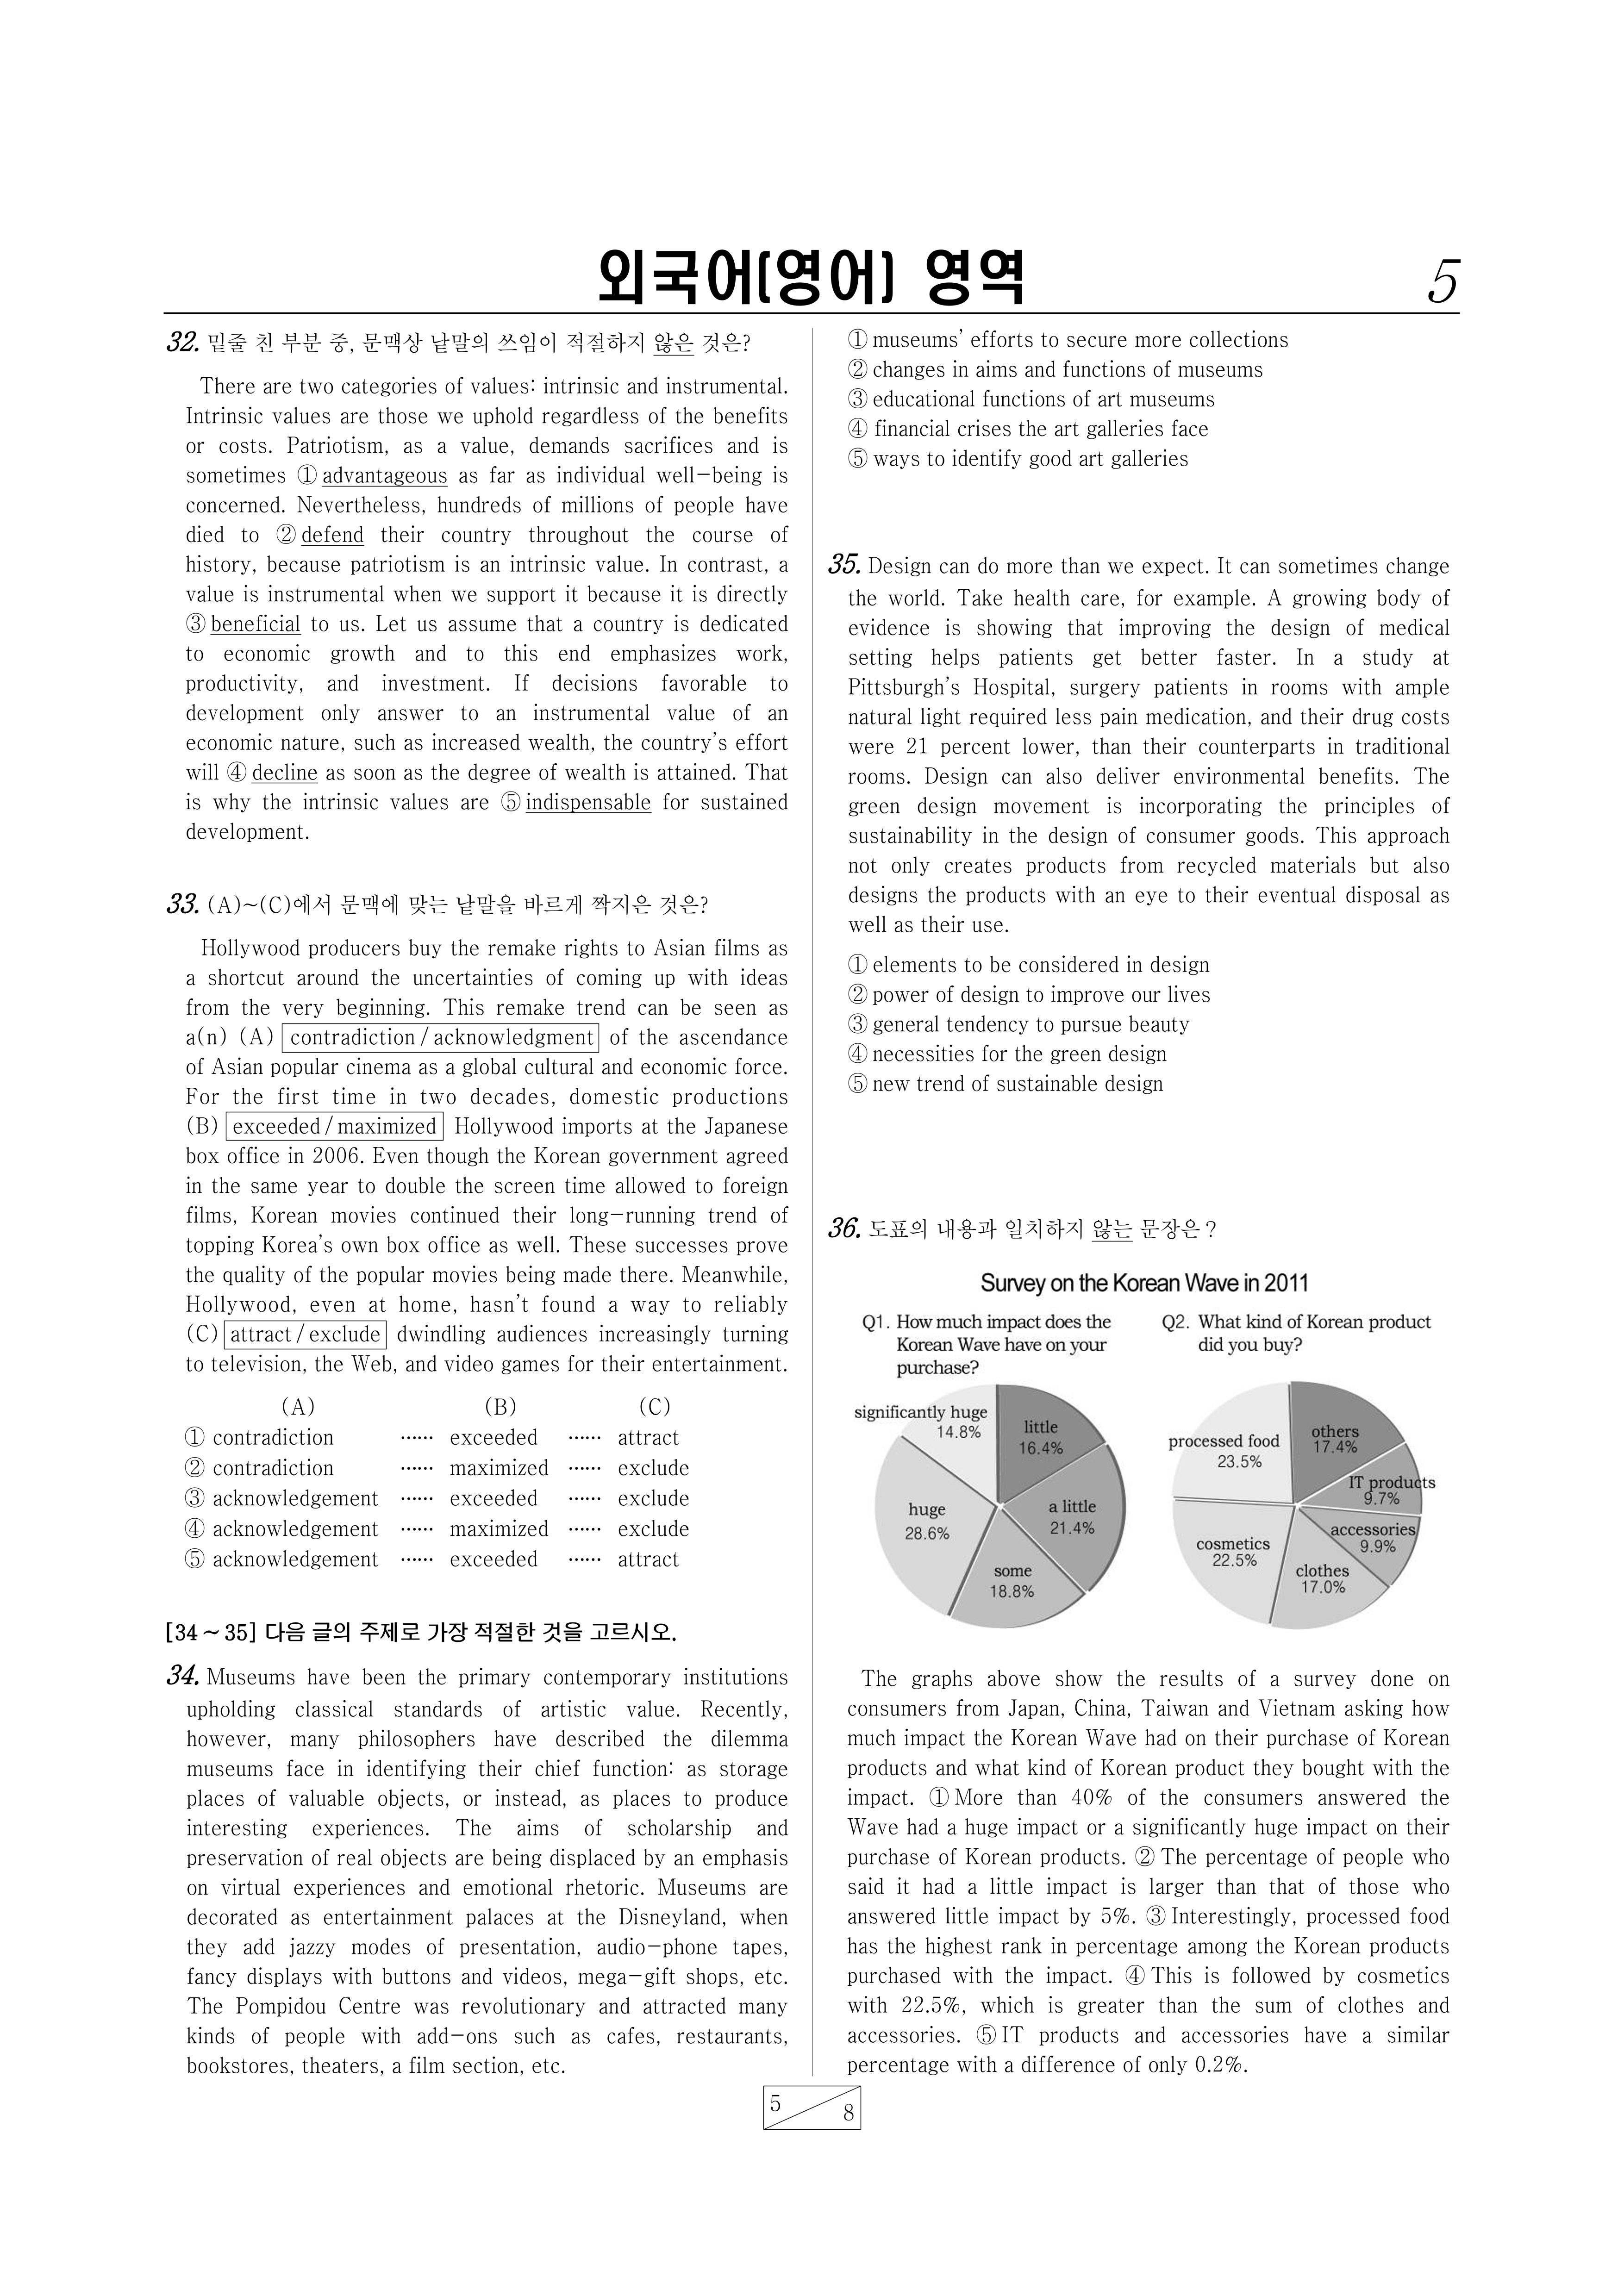 외국어(영어) 영역
5
32. 밑줄 친 부분 중, 문맥상 낱말의 쓰임이 적절하지 않은 것은?
There are two categories of values: intrinsic and instrumental.
Intrinsic values are those we uphold regardless of the benefits
or costs. Patriotism, as a value, demands sacrifices and is
sometimes ① advantageous as far as individual well-being is
concerned. Nevertheless, hundreds of millions of people have
died to ② defend their country throughout the course of
history, because patriotism is an intrinsic value. In contrast, a
value is instrumental when we support it because it is directly
③ beneficial to us. Let us assume that a country is dedicated
to economic growth and to this end emphasizes work,
productivity, and investment. If decisions favorable to
development only answer to an instrumental value of an
economic nature, such as increased wealth, the country's effort
will ④ decline as soon as the degree of wealth is attained. That
is why the intrinsic values are ⑤ indispensable for sustained
development.
33. (A)~(C)에서 문맥에 맞는 낱말을 바르게 짝지은 것은?
Hollywood producers buy the remake rights to Asian films as
a shortcut around the uncertainties of coming up with ideas
from the very beginning. This remake trend can be seen as
a(n) (A) contradiction / acknowledgment of the ascendance
of Asian popular cinema as a global cultural and economic force.
For the first time in two decades, domestic productions
(B) exceeded / maximized Hollywood imports at the Japanese
box office in 2006. Even though the Korean government agreed
in the same year to double the screen time allowed to foreign
films, Korean movies continued their long-running trend of
topping Korea's own box office as well. These successes prove
the quality of the popular movies being made there. Meanwhile,
Hollywood, even at home, hasn't found a way to reliably
(C) attract / exclude dwindling audiences increasingly turning
to television, the Web, and video games for their entertainment.
(A) (B) (C)
① contradiction …… exceeded …… attract
② contradiction …… maximized …… exclude
③ acknowledgement …… exceeded …… exclude
④ acknowledgement …… maximized …… exclude
⑤ acknowledgement …… exceeded …… attract
[34 ~ 35] 다음 글의 주제로 가장 적절한 것을 고르시오.
34. Museums have been the primary contemporary institutions
upholding classical standards of artistic value. Recently,
however, many philosophers have described the dilemma
museums face in identifying their chief function: as storage
places of valuable objects, or instead, as places to produce
interesting experiences. The aims of scholarship and
preservation of real objects are being displaced by an emphasis
on virtual experiences and emotional rhetoric. Museums are
decorated as entertainment palaces at the Disneyland, when
they add jazzy modes of presentation, audio-phone tapes,
fancy displays with buttons and videos, mega-gift shops, etc.
The Pompidou Centre was revolutionary and attracted many
kinds of people with add-ons such as cafes, restaurants,
bookstores, theaters, a film section, etc.
① museums' efforts to secure more collections
② changes in aims and functions of museums
③ educational functions of art museums
④ financial crises the art galleries face
⑤ ways to identify good art galleries
35. Design can do more than we expect. It can sometimes change
the world. Take health care, for example. A growing body of
evidence is showing that improving the design of medical
setting helps patients get better faster. In a study at
Pittsburgh's Hospital, surgery patients in rooms with ample
natural light required less pain medication, and their drug costs
were 21 percent lower, than their counterparts in traditional
rooms. Design can also deliver environmental benefits. The
green design movement is incorporating the principles of
sustainability in the design of consumer goods. This approach
not only creates products from recycled materials but also
designs the products with an eye to their eventual disposal as
well as their use.
① elements to be considered in design
② power of design to improve our lives
③ general tendency to pursue beauty
④ necessities for the green design
⑤ new trend of sustainable design
36. 도표의 내용과 일치하지 않는 문장은?
Survey on the Korean Wave in 2011
Q1. How much impact does the
Korean Wave have on your
purchase?
significantly huge
14.8%
little
16.4%
huge
28.6%
a little
21.4%
some
18.8%
Q2. What kind of Korean product
did you buy?
processed food
23.5%
others
17.4%
IT products
9.7%
accessories
9.9%
cosmetics
22.5%
clothes
17.0%
The graphs above show the results of a survey done on
consumers from Japan, China, Taiwan and Vietnam asking how
much impact the Korean Wave had on their purchase of Korean
products and what kind of Korean product they bought with the
impact. ① More than 40% of the consumers answered the
Wave had a huge impact or a significantly huge impact on their
purchase of Korean products. ② The percentage of people who
said it had a little impact is larger than that of those who
answered little impact by 5%. ③ Interestingly, processed food
has the highest rank in percentage among the Korean products
purchased with the impact. ④ This is followed by cosmetics
with 22.5%, which is greater than the sum of clothes and
accessories. ⑤ IT products and accessories have a similar
percentage with a difference of only 0.2%.
5
8